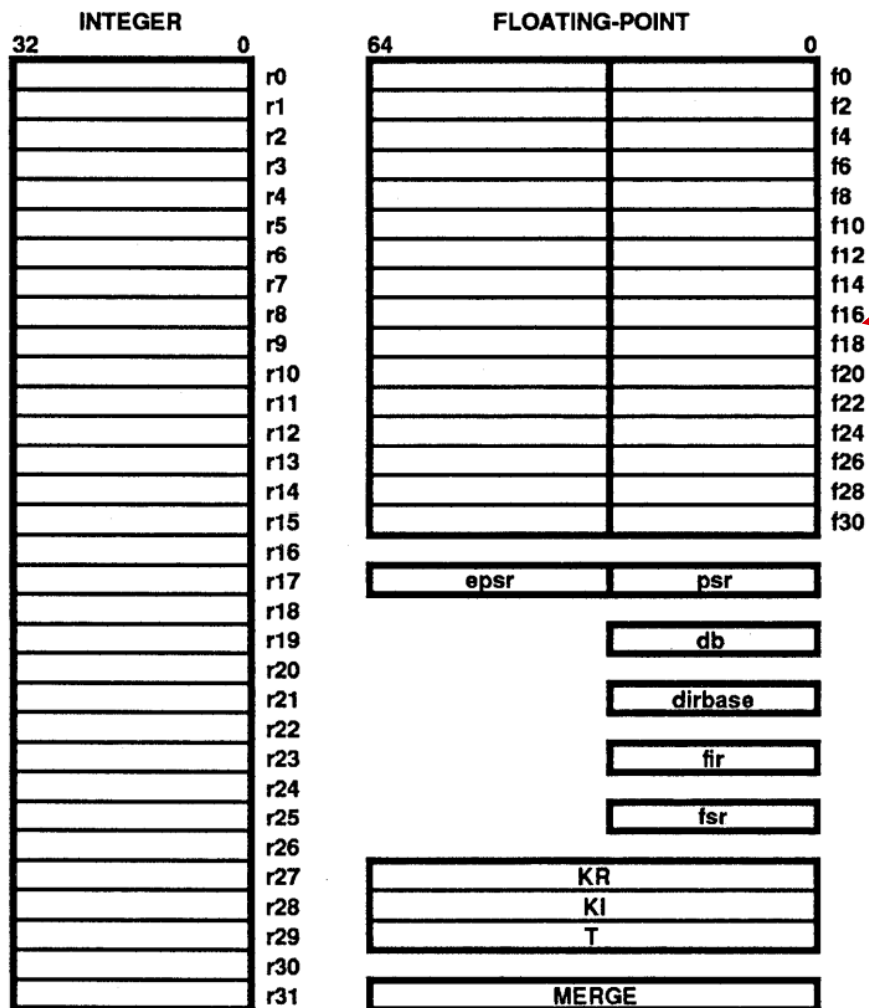 INTEGER
32 0
r0
r1
r2
r3
r4
r5
r6
r7
r8
r9
r10
r11
r12
r13
r14
r15
r16
r17
r18
r19
r20
r21
r22
r23
r24
r25
r26
r27
r28
r29
r30
r31
FLOATING-POINT
64 0
f0
f2
f4
f6
f8
f10
f12
f14
f16
f18
f20
f22
f24
f26
f28
f30
epsr psr
db
dirbase
fir
fsr
KR
KI
T
MERGE